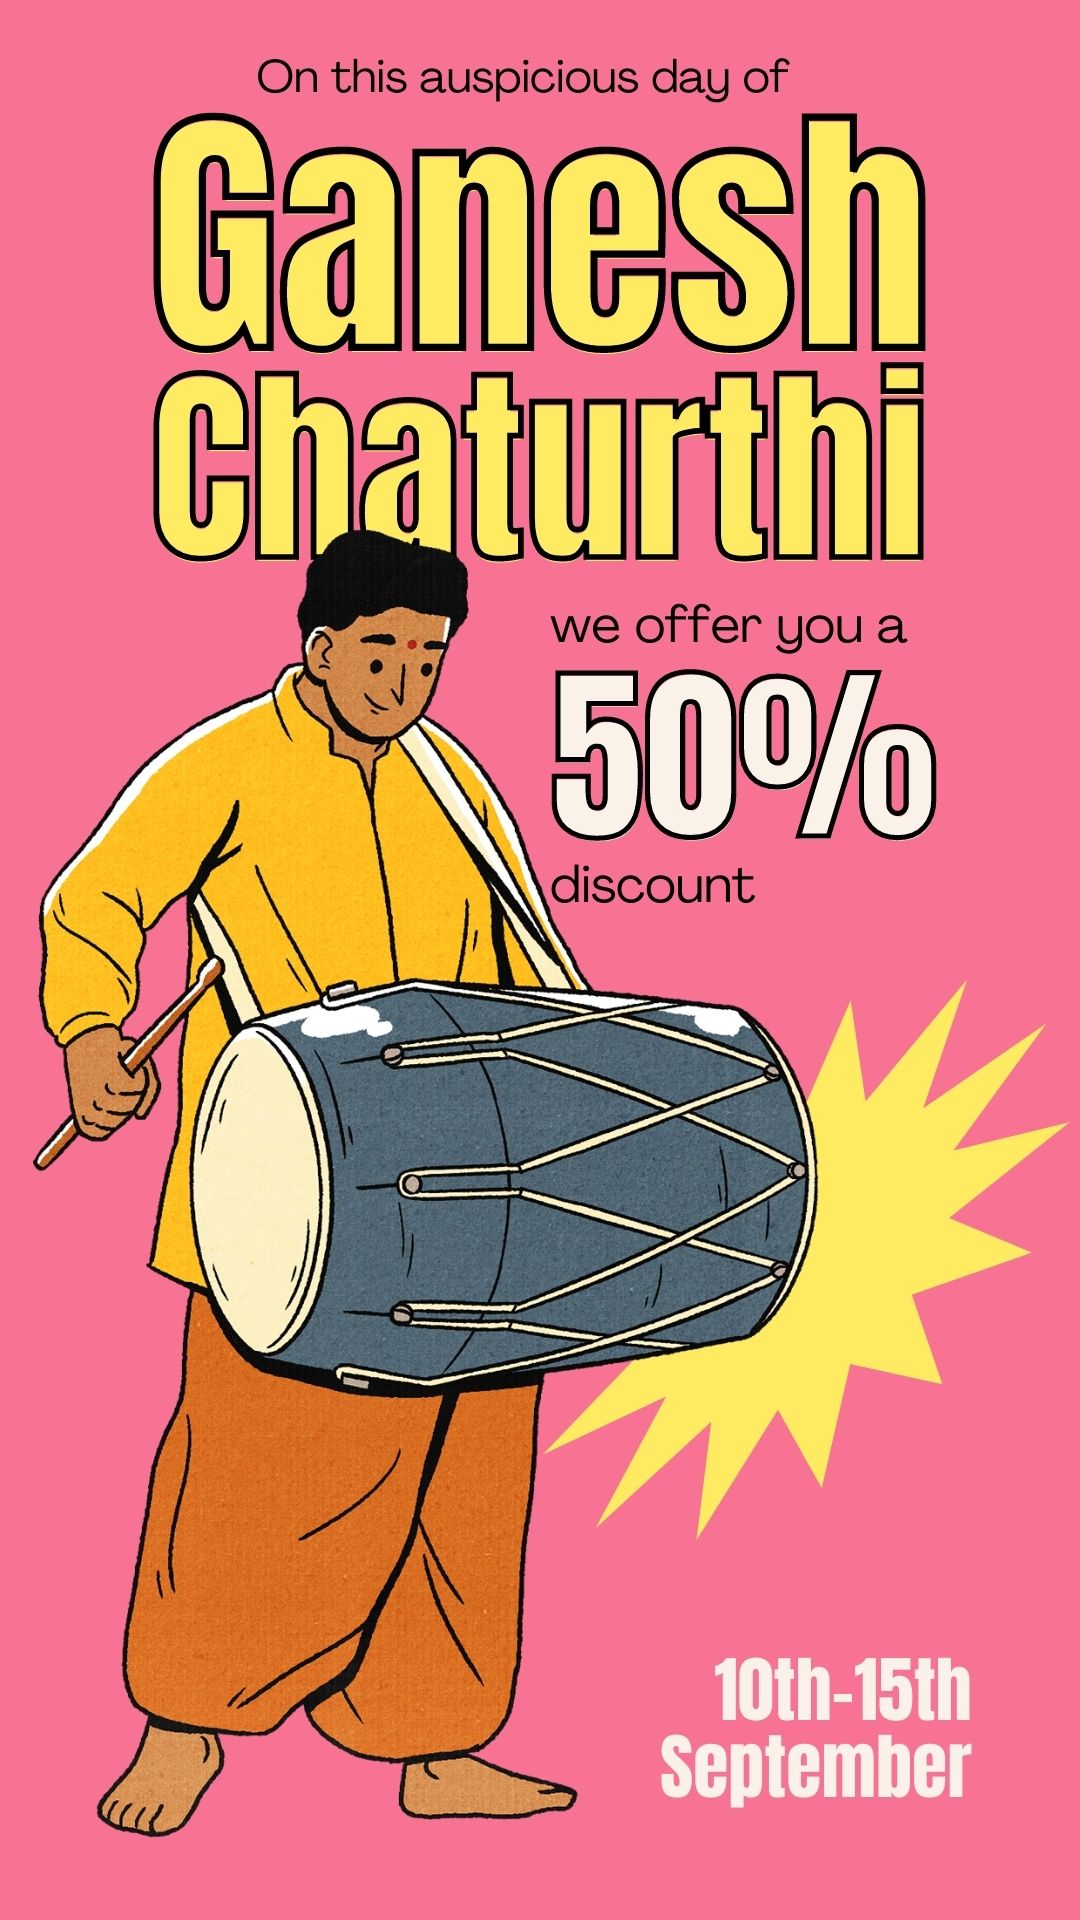 On this auspicious day of
Ganesh
Chaturthi
we offer you a
50%
discount
10th-15th
September